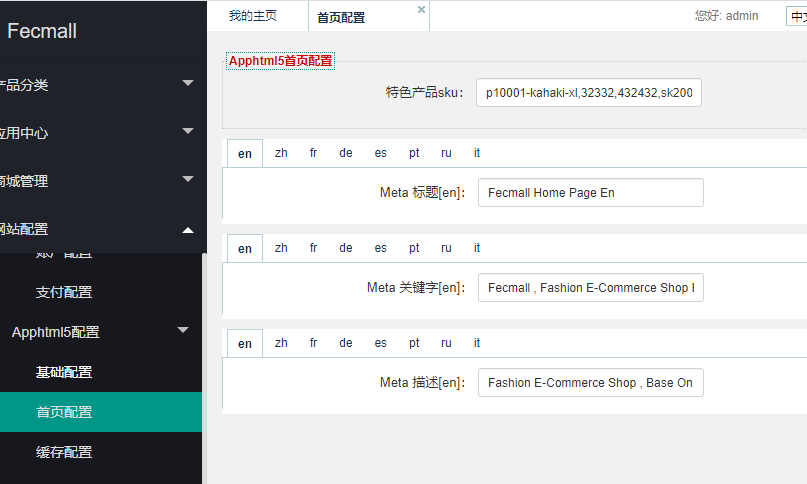 Fecmall
我的主页
首页配置
您好: admin
中文
产品分类
应用中心
商城管理
网站配置
账户配置
支付配置
Apphtml5配置
基础配置
首页配置
缓存配置
Apphtml5首页配置
特色产品sku： p10001-kahaki-xl,32332,432432,sk200
en zh fr de es pt ru it
Meta 标题[en]： Fecmall Home Page En
en zh fr de es pt ru it
Meta 关键字[en]： Fecmall , Fashion E-Commerce Shop
en zh fr de es pt ru it
Meta 描述[en]： Fashion E-Commerce Shop , Base On